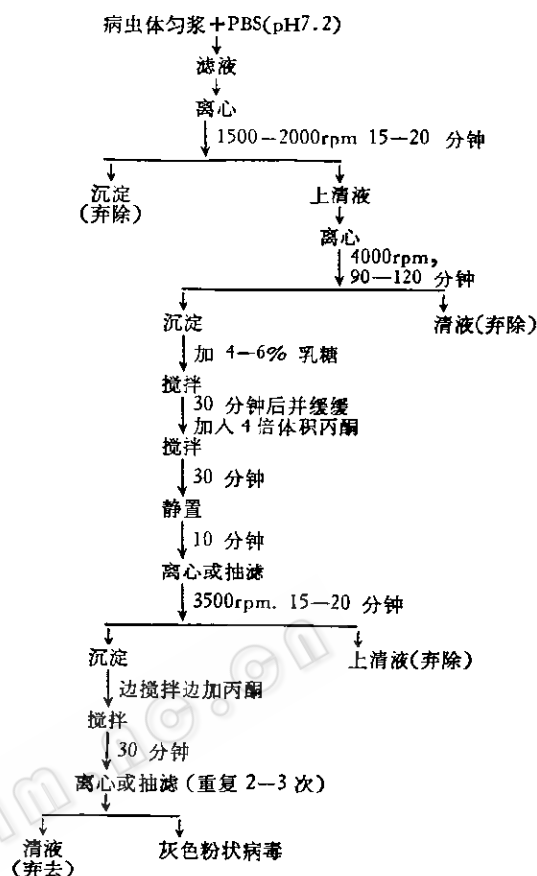 病虫体匀浆+PBS(pH7.2)
滤液
离心
1500—2000rpm 15—20 分钟
沉淀
(弃除)
上清液
离心
4000rpm,
90—120 分钟
沉淀
清液(弃除)
加 4—6% 乳糖
搅拌
30 分钟后并缓缓
加入 4 倍体积丙酮
搅拌
30 分钟
静置
10 分钟
离心或抽滤
3500rpm. 15—20 分钟
沉淀
上清液(弃除)
边搅拌边加丙酮
搅拌
30 分钟
离心或抽滤 (重复 2—3 次)
清液
(弃去)
灰色粉状病毒